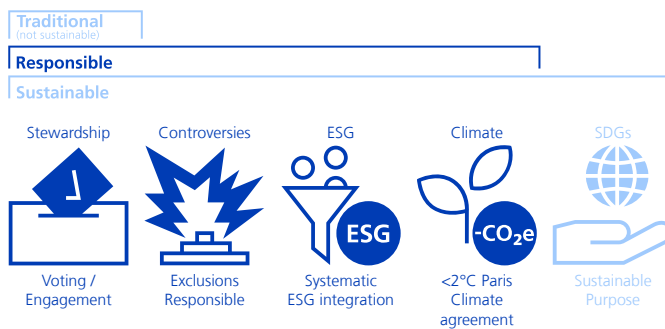 Traditional
(not sustainable)
Responsible
Sustainable
Stewardship
Controversies
ESG
Climate
SDGs
ESG
-CO₂e
Voting /
Engagement
Exclusions
Responsible
Systematic
ESG integration
<2°C Paris
Climate
agreement
Sustainable
Purpose